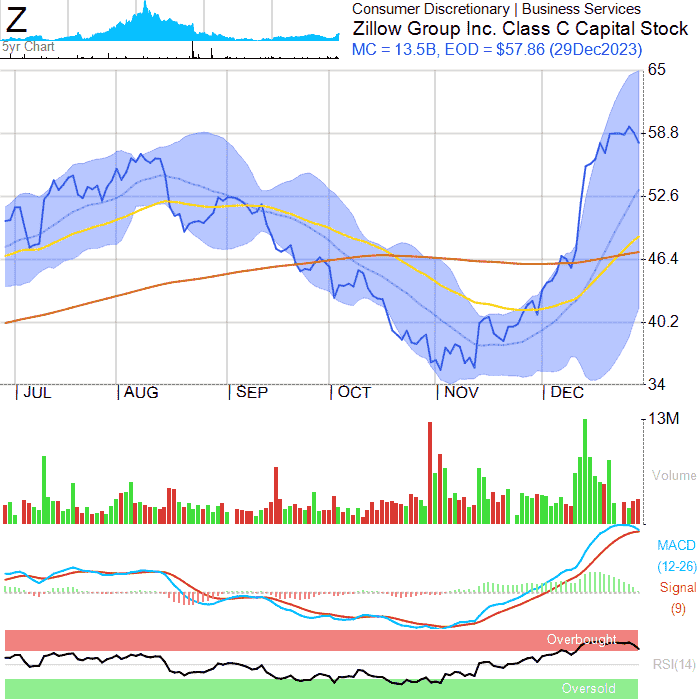 Z
Consumer Discretionary | Business Services
Zillow Group Inc. Class C Capital Stock
MC = 13.5B, EOD = $57.86 (29Dec2023)
5yr Chart
65
58.8
52.6
46.4
40.2
34
JUL AUG SEP OCT NOV DEC
13M
Volume
MACD
(12-26)
Signal
(9)
Overbought
RSI(14)
Oversold